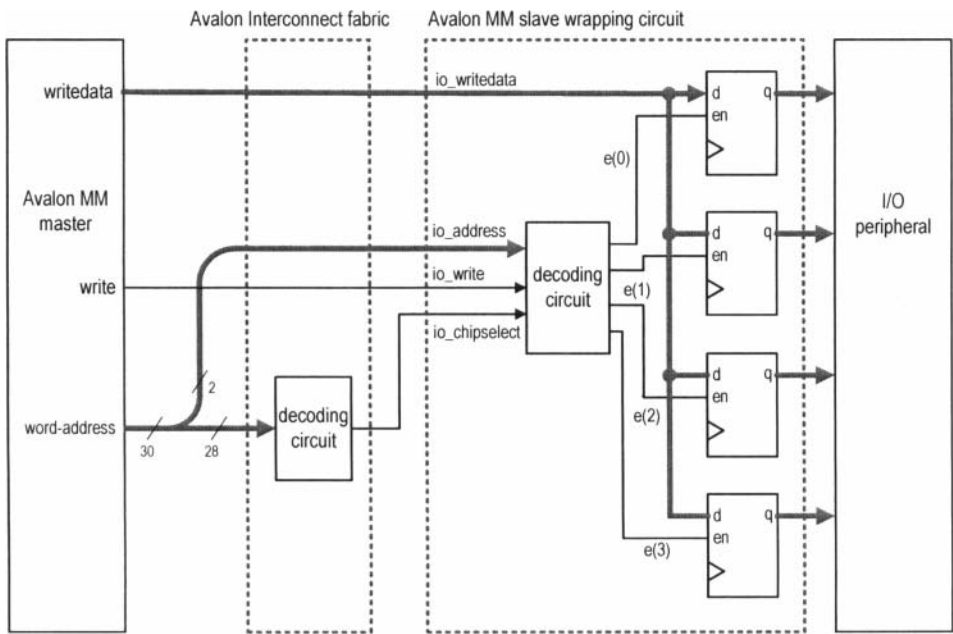 Avalon Interconnect fabric
Avalon MM slave wrapping circuit
writedata
io_writedata
d
q
en
e(0)
Avalon MM
master
I/O
peripheral
io_address
d
q
en
decoding
circuit
e(1)
write
io_write
io_chipselect
2
d
q
en
e(2)
word-address
30
28
decoding
circuit
d
q
en
e(3)